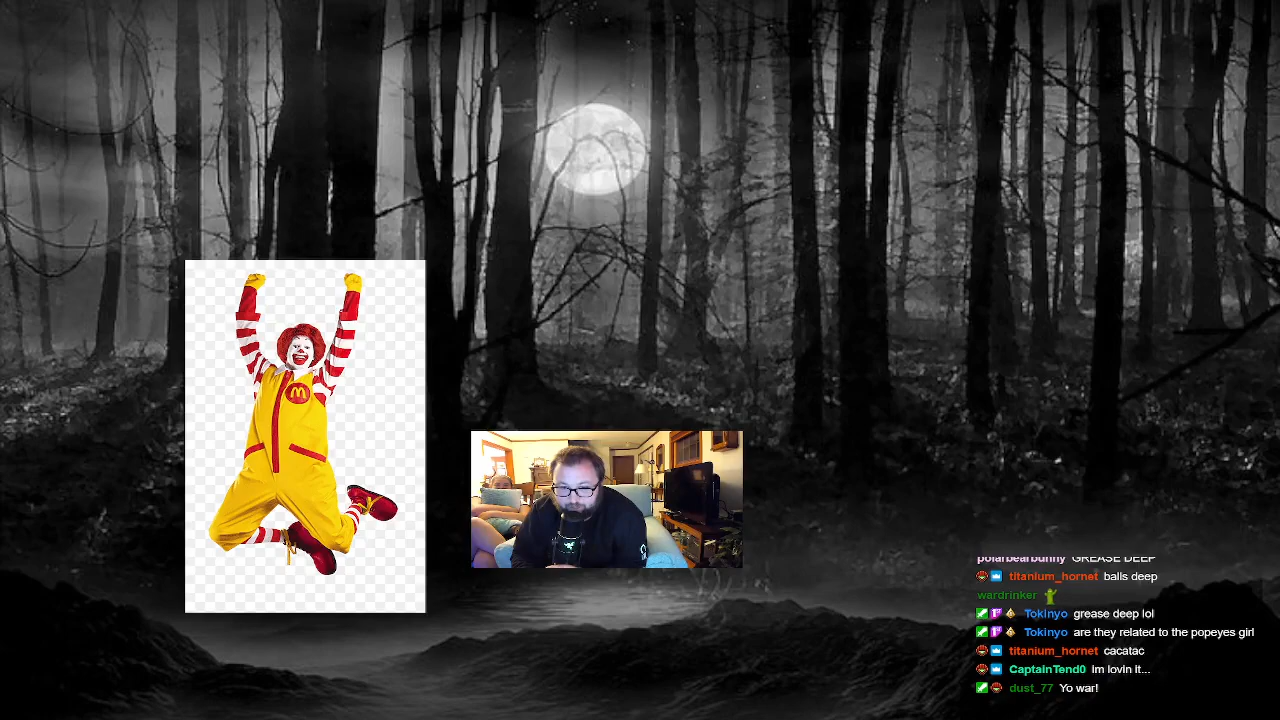 polarbearbunny GREASE DEEP
titanium_hornet balls deep
wardrinker
Tokinyo grease deep lol
Tokinyo are they related to the popeyes girl
titanium_hornet cacatac
CaptainTend0 Im lovin it...
dust_77 Yo war!